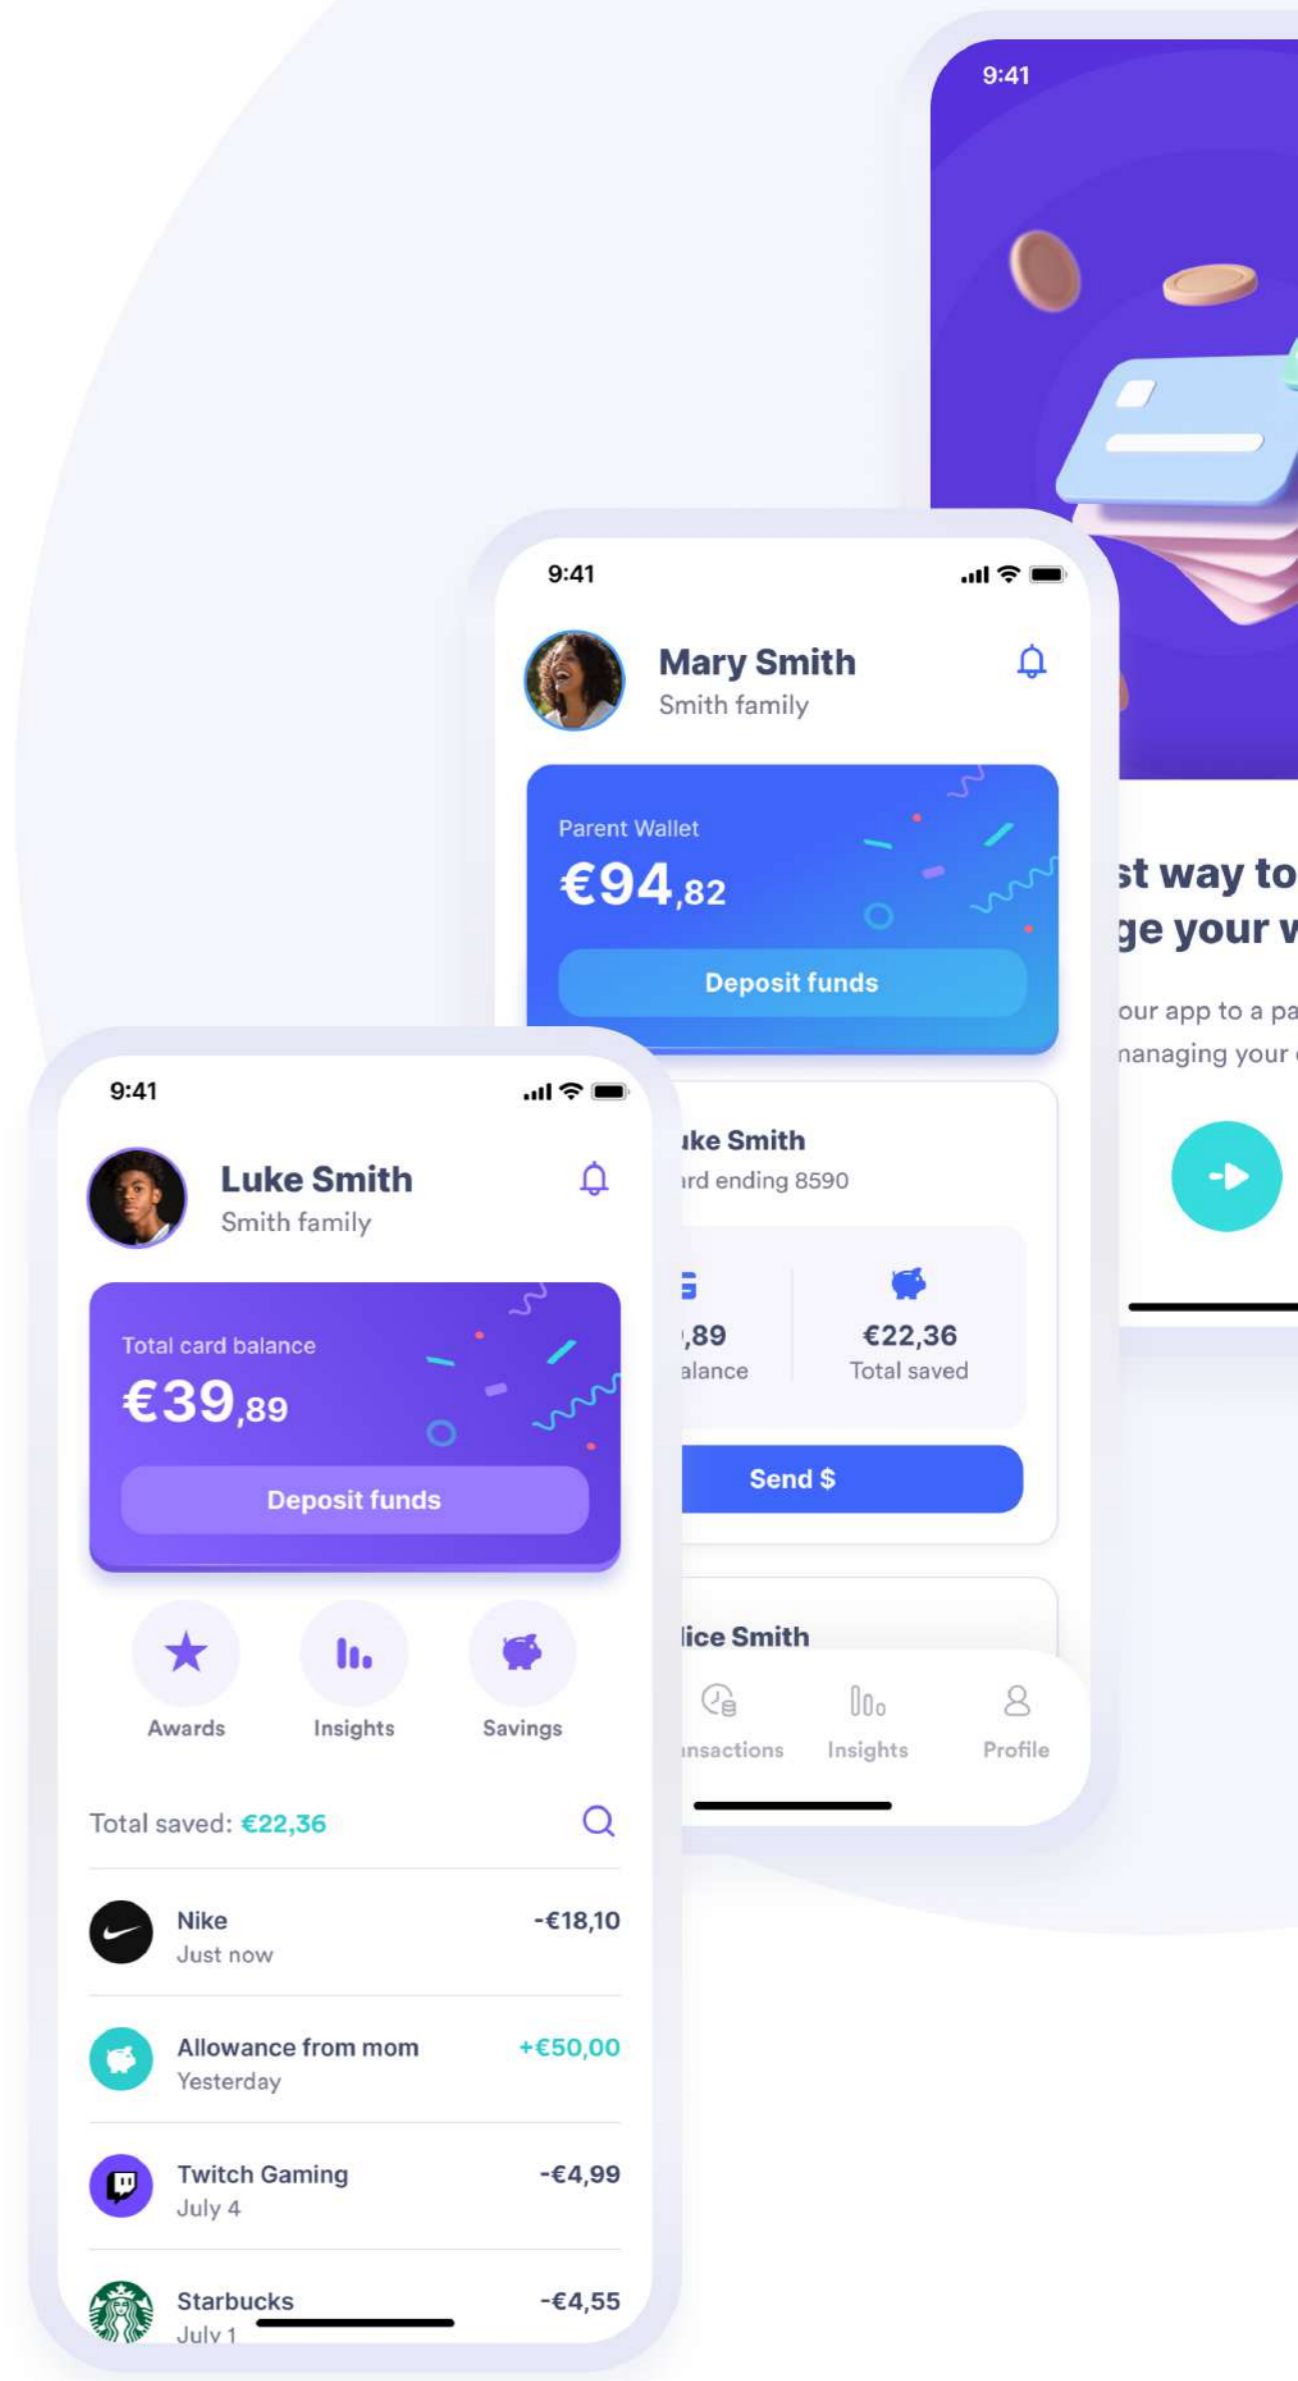 9:41
9:41
Mary Smith
Smith family
Parent Wallet
€94,82
Deposit funds
st way to
ge your
our app to a
managing your
9:41
Luke Smith
Smith family
Total card balance
€39,89
Deposit funds
Awards
Insights
Savings
Total saved: €22,36
Nike
-€18,10
Just now
Allowance from mom
+€50,00
Yesterday
Twitch Gaming
-€4,99
July 4
Starbucks
-€4,55
July 1
uke Smith
rd ending 8590
,89
€22,36
alance
Total saved
Send $
lice Smith
nsactions
Insights
Profile